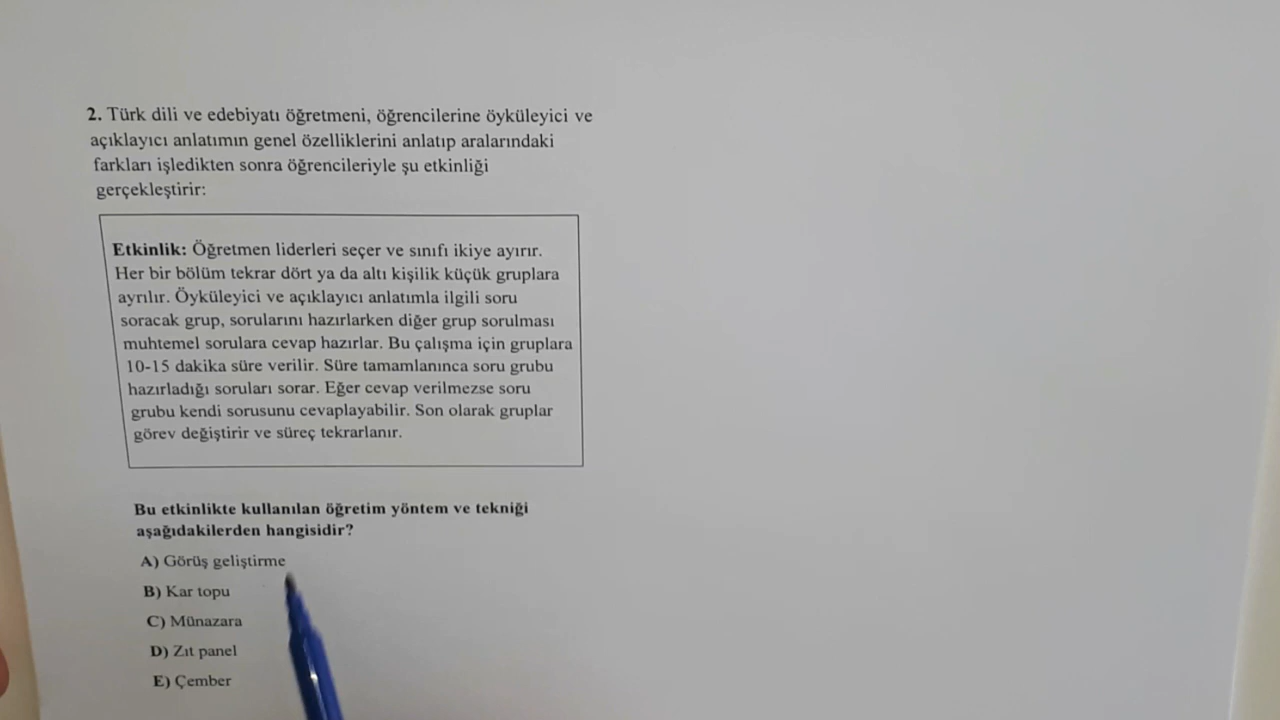 2. Türk dili ve edebiyatı öğretmeni, öğrencilerine öyküleyici ve
açıklayıcı anlatımın genel özelliklerini anlatıp aralarındaki
farkları işledikten sonra öğrencileriyle şu etkinliği
gerçekleştirir:
Etkinlik: Öğretmen liderleri seçer ve sınıfı ikiye ayırır.
Her bir bölüm tekrar dört ya da altı kişilik küçük gruplara
ayrılır. Öyküleyici ve açıklayıcı anlatımla ilgili soru
soracak grup, sorularını hazırlarken diğer grup sorulması
muhtemel sorulara cevap hazırlar. Bu çalışma için gruplara
10-15 dakika süre verilir. Süre tamamlanınca soru grubu
hazırladığı soruları sorar. Eğer cevap verilmezse soru
grubu kendi sorusunu cevaplayabilir. Son olarak gruplar
görev değiştirir ve süreç tekrarlanır.
Bu etkinlikte kullanılan öğretim yöntem ve tekniği
aşağıdakilerden hangisidir?
A) Görüş geliştirme
B) Kar topu
C) Münazara
D) Zıt panel
E) Çember